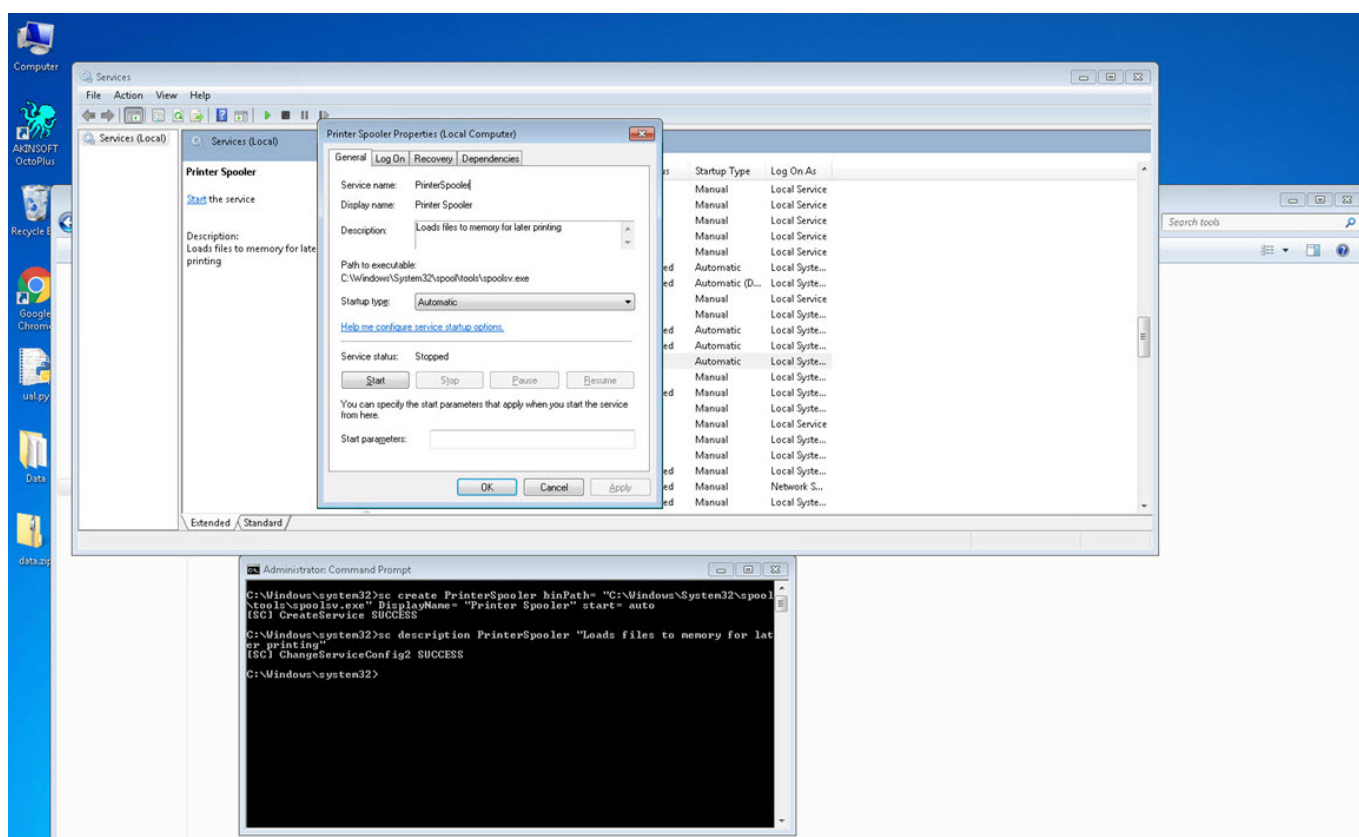 Computer
AKINSOFT
OctoPlus
Recycle B
Google
Chrom
ual.py
Data
data.zip
Services
File Action View Help
Services (Local)
Services (Local)
Printer Spooler
Start the service
Description:
Loads files to memory for late
printing
Extended Standard
Printer Spooler Properties (Local Computer)
General Log On Recovery Dependencies
Service name: PrinterSpooler
Display name: Printer Spooler
Description: Loads files to memory for later printing
Path to executable:
C:\Windows\System32\spool\tools\spoolsv.exe
Startup type: Automatic
Help me configure service startup options.
Service status: Stopped
Start Stop Pause Resume
You can specify the start parameters that apply when you start the service
from here.
Start parameters:
OK Cancel Apply
us Startup Type Log On As
Manual Local Service
Manual Local Service
Manual Local Service
Manual Local Service
Manual Local Service
ed Automatic Local Syste...
ed Automatic (D... Local Syste...
Manual Local Service
Manual Local Syste...
ed Automatic Local Syste...
ed Automatic Local Syste...
Automatic Local Syste...
Manual Local Syste...
ed Manual Local Syste...
Manual Local Syste...
Manual Local Service
Manual Local Syste...
Manual Local Syste...
ed Manual Local Syste...
ed Manual Network S...
ed Manual Local Syste...
Search tools
Administrator: Command Prompt
C:\Windows\system32>sc create PrinterSpooler binPath= "C:\Windows\System32\spool
\tools\spoolsv.exe" DisplayName= "Printer Spooler" start= auto
[SC] CreateService SUCCESS
C:\Windows\system32>sc description PrinterSpooler "Loads files to memory for lat
er printing"
[SC] ChangeServiceConfig2 SUCCESS
C:\Windows\system32>